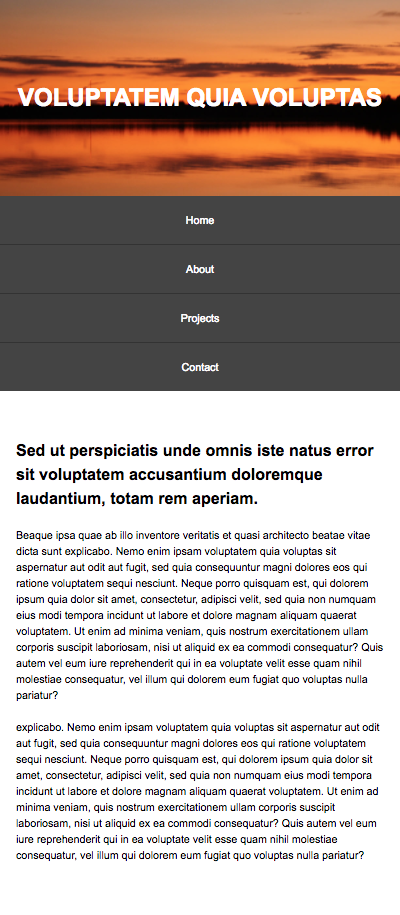 VOLUPTATEM QUIA VOLUPTAS
Home
About
Projects
Contact
Sed ut perspiciatis unde omnis iste natus error
sit voluptatem accusantium doloremque
laudantium, totam rem aperiam.
Beaque ipsa quae ab illo inventore veritatis et quasi architecto beatae vitae
dicta sunt explicabo. Nemo enim ipsam voluptatem quia voluptas sit
aspernatur aut odit aut fugit, sed quia consequuntur magni dolores eos qui
ratione voluptatem sequi nesciunt. Neque porro quisquam est, qui dolorem
ipsum quia dolor sit amet, consectetur, adipisci velit, sed quia non numquam
eius modi tempora incidunt ut labore et dolore magnam aliquam quaerat
voluptatem. Ut enim ad minima veniam, quis nostrum exercitationem ullam
corporis suscipit laboriosam, nisi ut aliquid ex ea commodi consequatur? Quis
autem vel eum iure reprehenderit qui in ea voluptate velit esse quam nihil
molestiae consequatur, vel illum qui dolorem eum fugiat quo voluptas nulla
pariatur?
explicabo. Nemo enim ipsam voluptatem quia voluptas sit aspernatur aut odit
aut fugit, sed quia consequuntur magni dolores eos qui ratione voluptatem
sequi nesciunt. Neque porro quisquam est, qui dolorem ipsum quia dolor sit
amet, consectetur, adipisci velit, sed quia non numquam eius modi tempora
incidunt ut labore et dolore magnam aliquam quaerat voluptatem. Ut enim ad
minima veniam, quis nostrum exercitationem ullam corporis suscipit
laboriosam, nisi ut aliquid ex ea commodi consequatur? Quis autem vel eum
iure reprehenderit qui in ea voluptate velit esse quam nihil molestiae
consequatur, vel illum qui dolorem eum fugiat quo voluptas nulla pariatur?